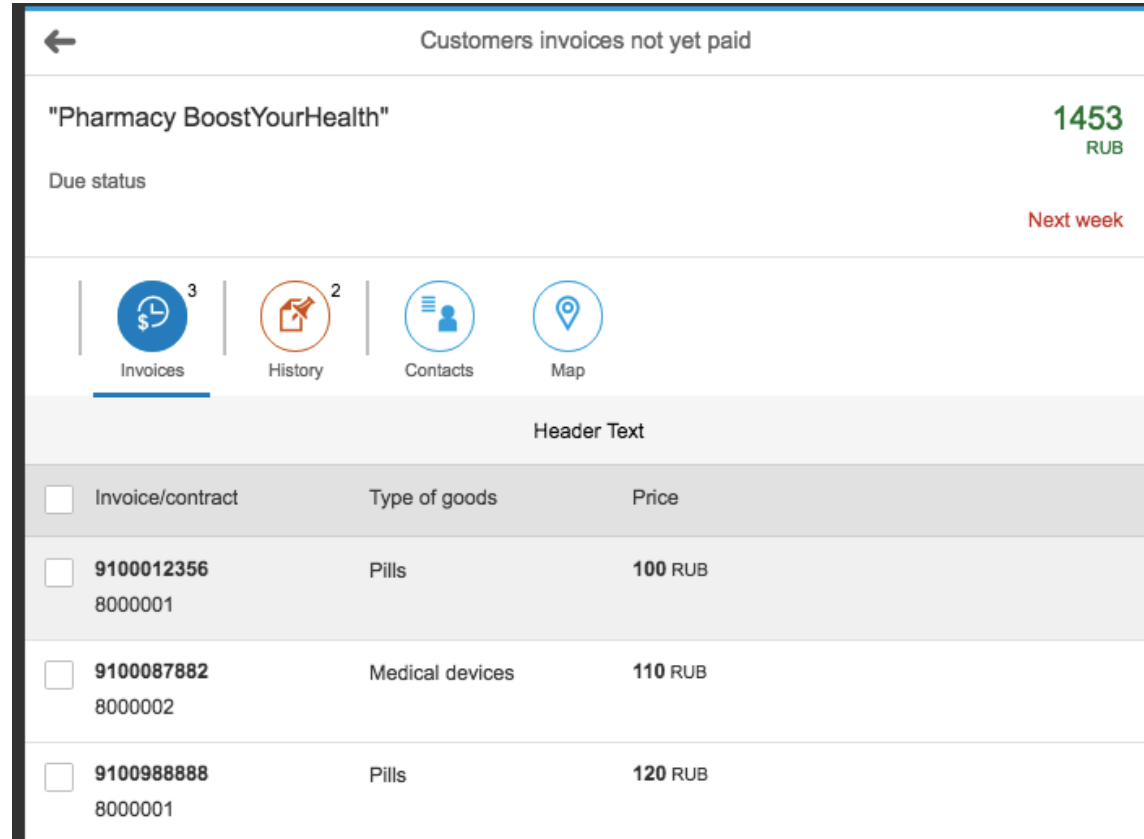 Customers invoices not yet paid
"Pharmacy BoostYourHealth"
1453
RUB
Due status
Next week
3
2
$
Invoices
History
Contacts
Map
Header Text
Invoice/contract Type of goods Price
9100012356 Pills 100 RUB
8000001
9100087882 Medical devices 110 RUB
8000002
9100988888 Pills 120 RUB
8000001